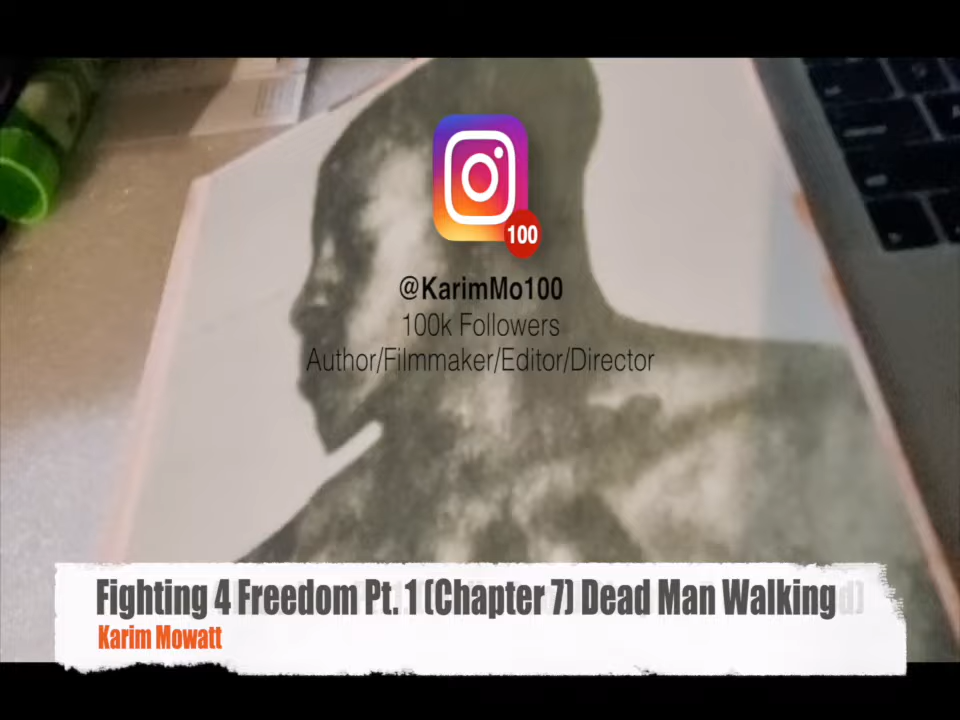 100
@KarimMo100
100k Followers
Author/Filmmaker/Editor/Director
Fighting 4 Freedom Pt. 1 (Chapter 7) Dead Man Walking
Karim Mowatt